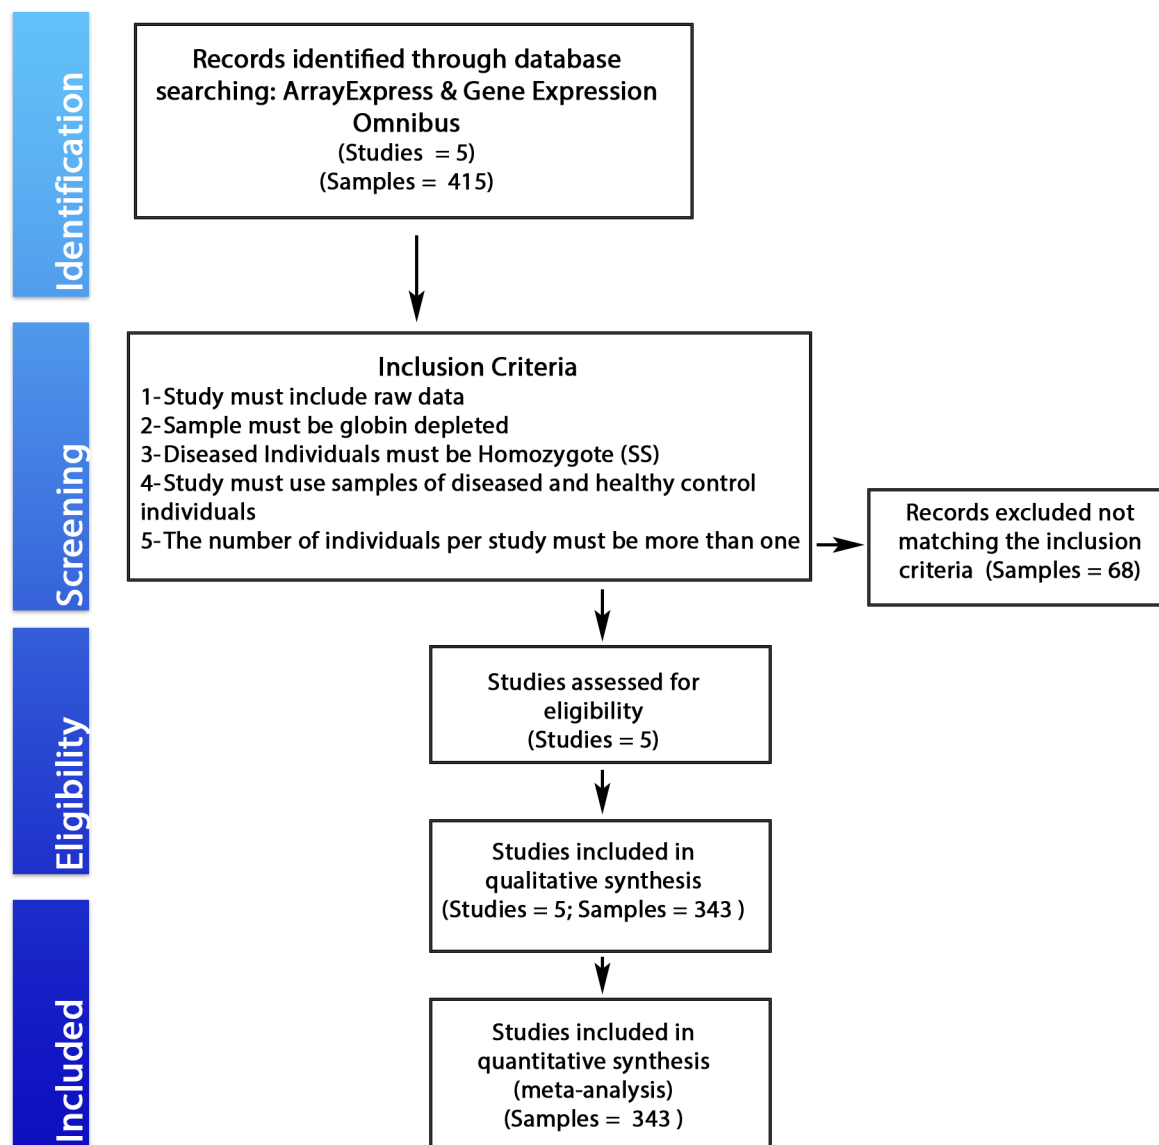 Identification
Records identified through database
searching: ArrayExpress & Gene Expression
Omnibus
(Studies = 5)
(Samples = 415)
Screening
Inclusion Criteria
1-Study must include raw data
2-Sample must be globin depleted
3-Diseased Individuals must be Homozygote (SS)
4-Study must use samples of diseased and healthy control
individuals
5-The number of individuals per study must be more than one
Records excluded not
matching the inclusion
criteria (Samples = 68)
Eligibility
Studies assessed for
eligibility
(Studies = 5)
Studies included in
qualitative synthesis
(Studies = 5; Samples = 343 )
Included
Studies included in
quantitative synthesis
(meta-analysis)
(Samples = 343 )